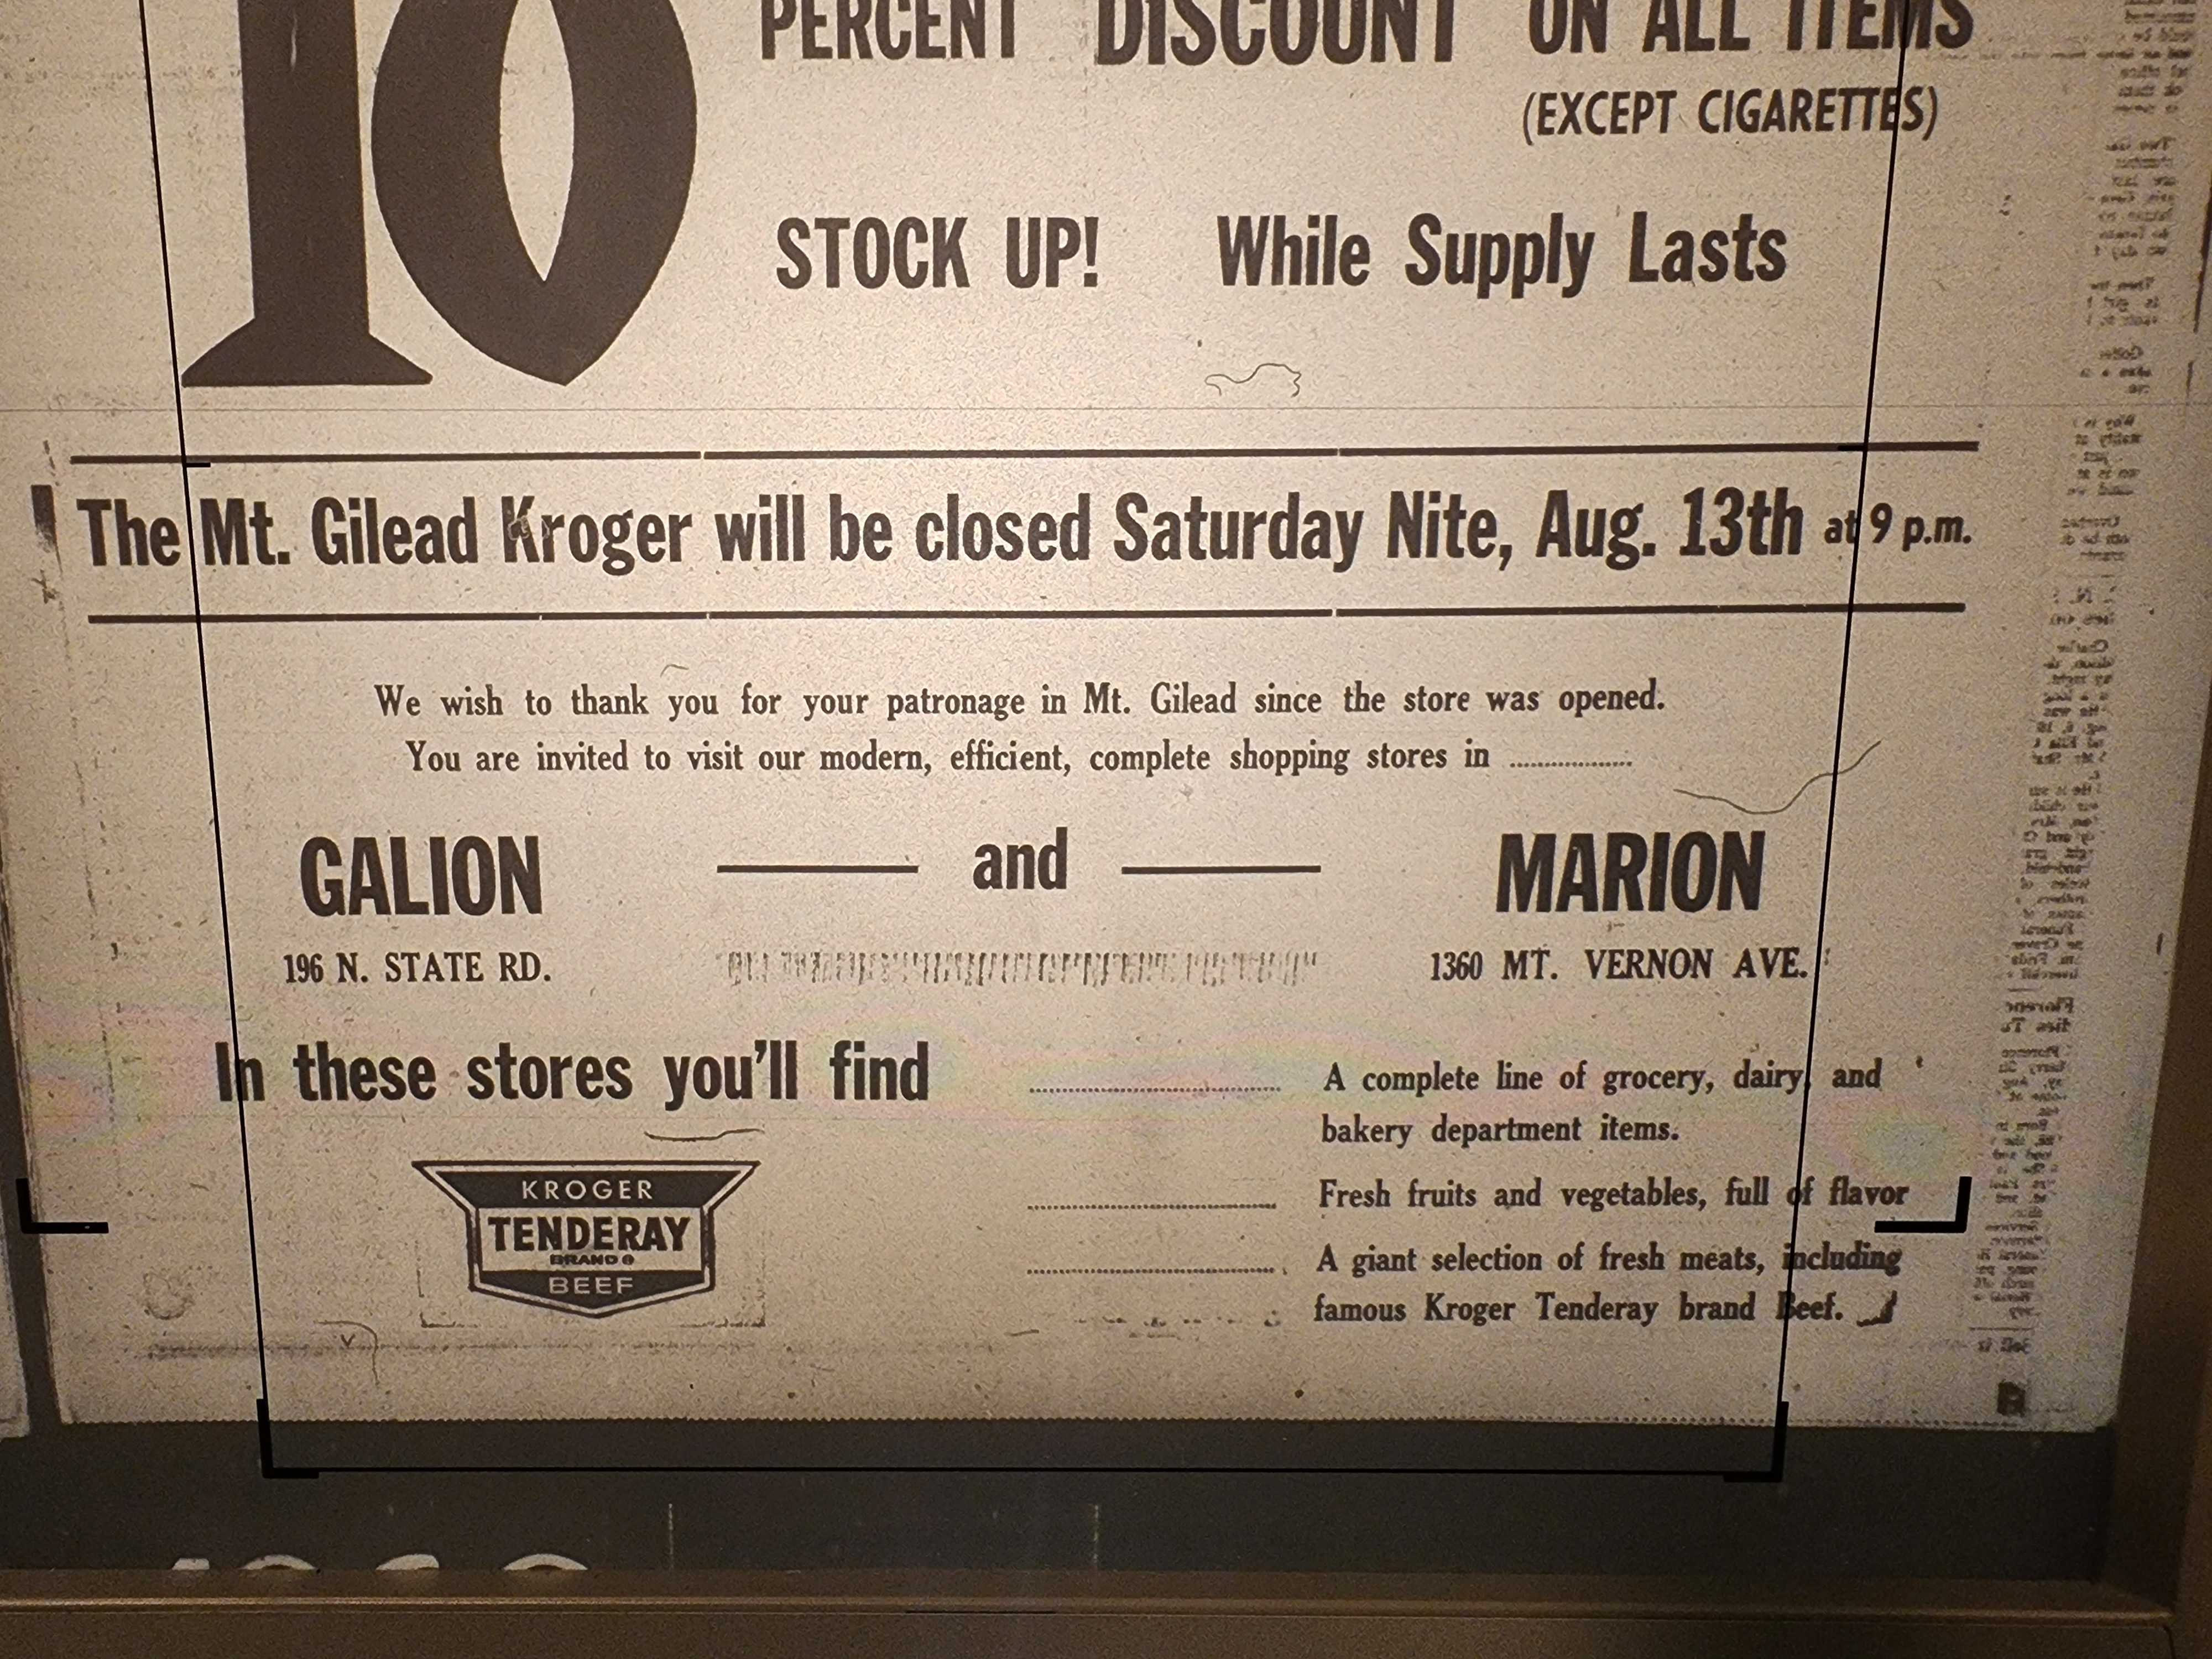 10 PERCENT DISCOUNT ON ALL ITEMS
(EXCEPT CIGARETTES)
STOCK UP! While Supply Lasts
The Mt. Gilead Kroger will be closed Saturday Nite, Aug. 13th at 9 p.m.
We wish to thank you for your patronage in Mt. Gilead since the store was opened.
You are invited to visit our modern, efficient, complete shopping stores in ..................
GALION — and — MARION
196 N. STATE RD. 1360 MT. VERNON AVE.
In these stores you'll find .................. A complete line of grocery, dairy, and
bakery department items.
.................. Fresh fruits and vegetables, full of flavor
.................. A giant selection of fresh meats, including
famous Kroger Tenderay brand Beef.
KROGER
TENDERAY
BRAND ®
BEEF